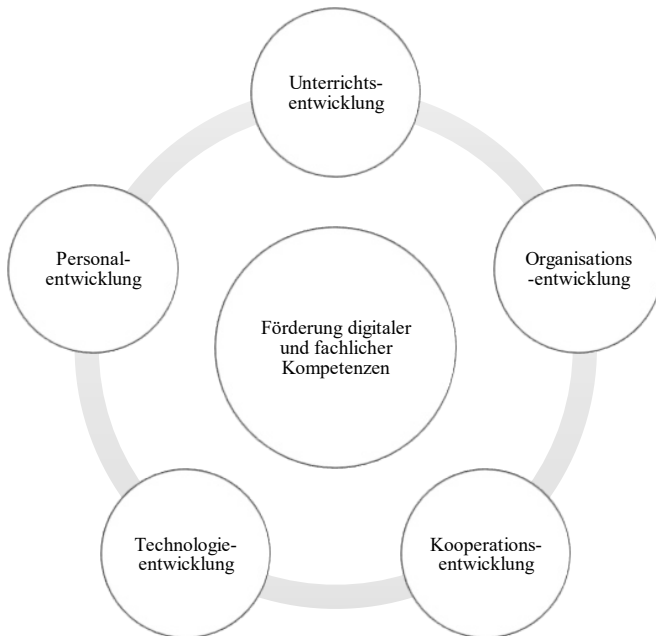 Unterrichts-
entwicklung
Personal-
entwicklung
Organisations
-entwicklung
Förderung digitaler
und fachlicher
Kompetenzen
Technologie-
entwicklung
Kooperations-
entwicklung